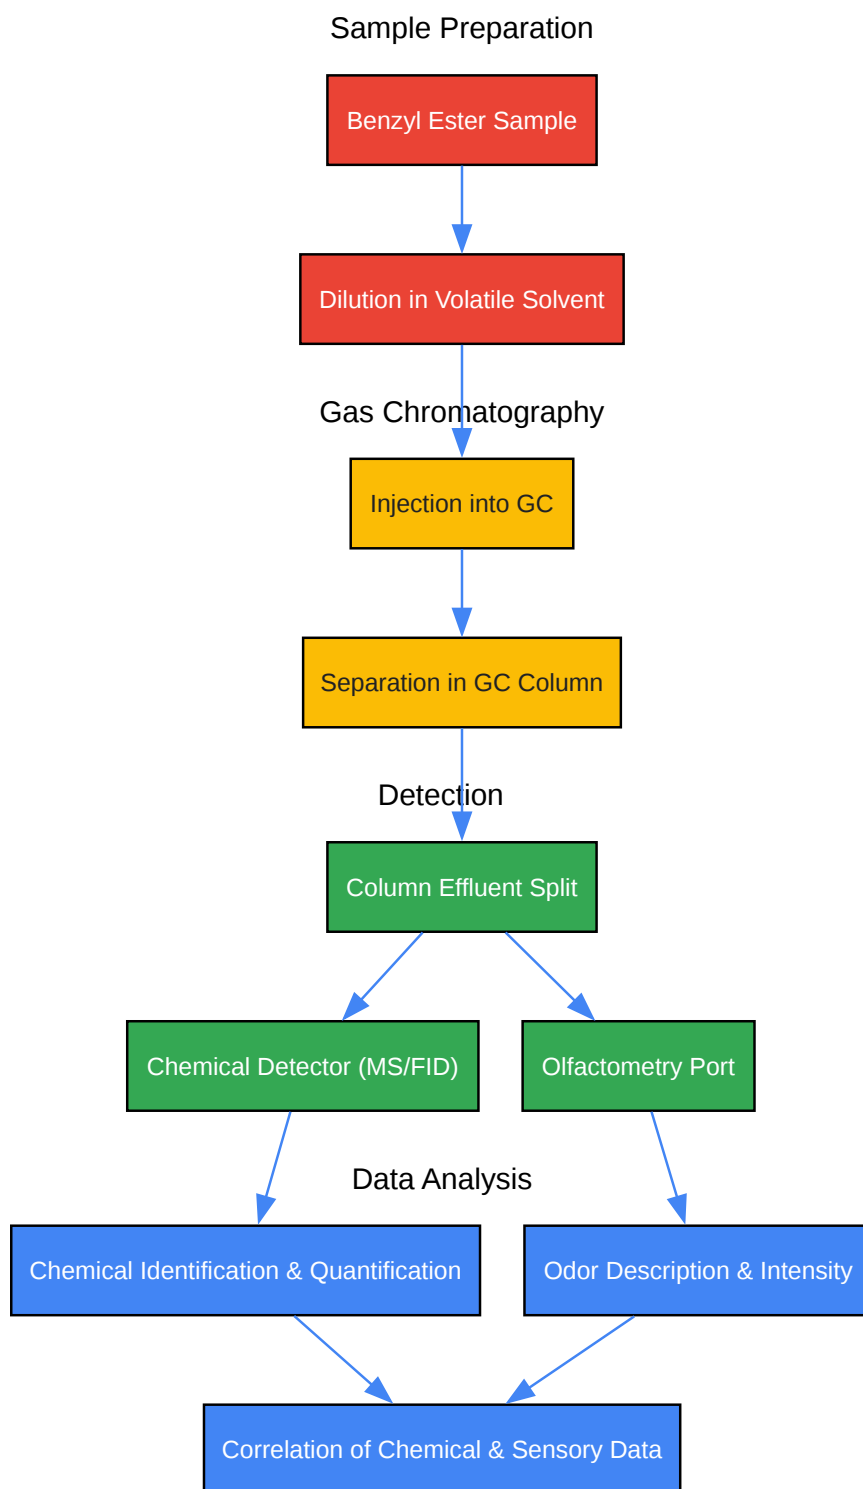 Sample Preparation
Benzyl Ester Sample
Dilution in Volatile Solvent
Gas Chromatography
Injection into GC
Separation in GC Column
Detection
Column Effluent Split
Chemical Detector (MS/FID)
Olfactometry Port
Data Analysis
Chemical Identification & Quantification
Odor Description & Intensity
Correlation of Chemical & Sensory Data